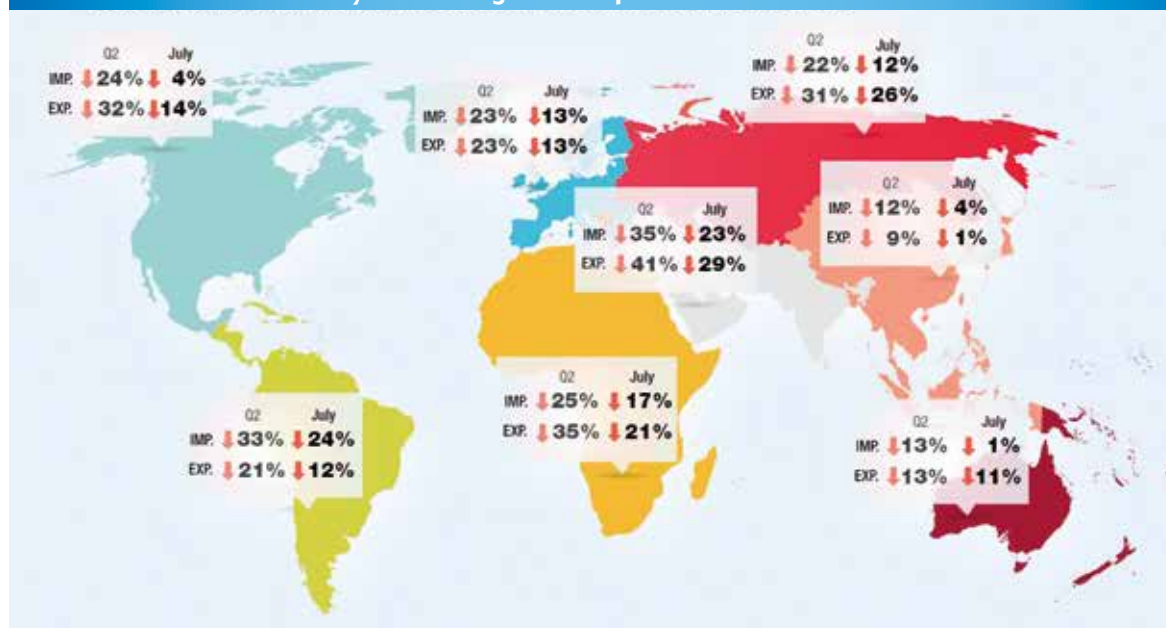 Q2 July
IMP. 24% 4%
EXP. 32% 14%
Q2 July
IMP. 22% 12%
EXP. 31% 26%
IMP. 23% 13%
EXP. 23% 13%
Q2 July
IMP. 12% 4%
EXP. 9% 1%
Q2 July
IMP. 35% 23%
EXP. 41% 29%
Q2 July
IMP. 25% 17%
EXP. 35% 21%
Q2 July
IMP. 33% 24%
EXP. 21% 12%
Q2 July
IMP. 13% 1%
EXP. 13% 11%